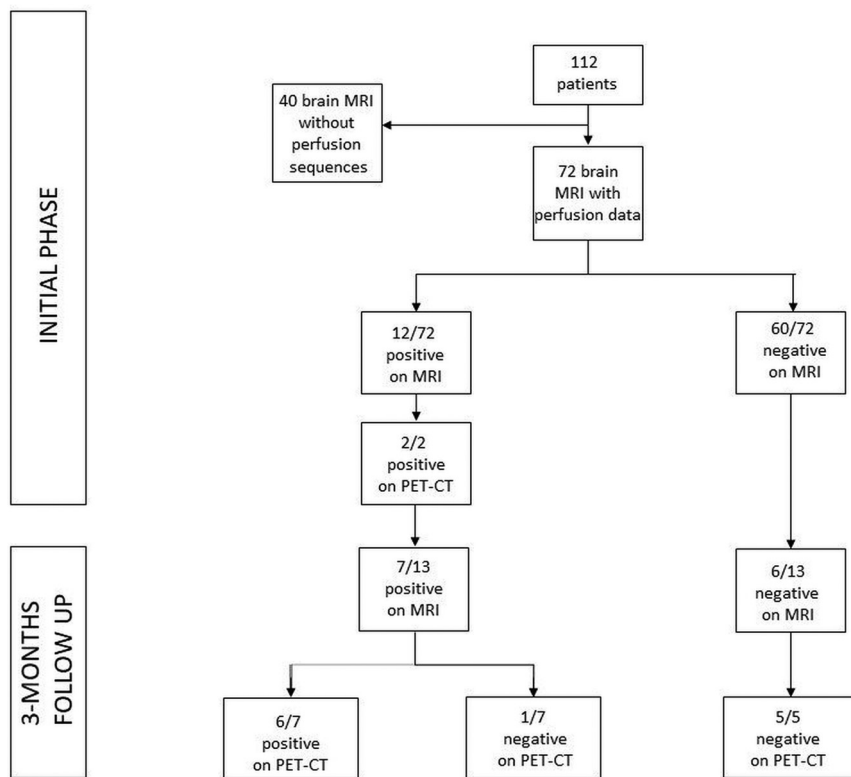 INITIAL PHASE
112
patients
40 brain MRI
without
perfusion
sequences
72 brain
MRI with
perfusion data
12/72
positive
on MRI
60/72
negative
on MRI
2/2
positive
on PET-CT
3-MONTHS
FOLLOW UP
7/13
positive
on MRI
6/13
negative
on MRI
6/7
positive
on PET-CT
1/7
negative
on PET-CT
5/5
negative
on PET-CT